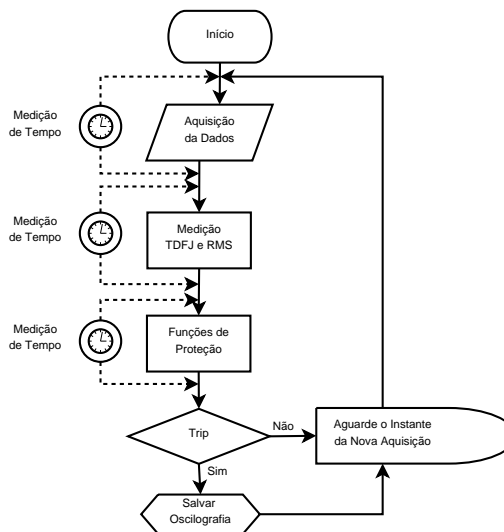 Início
Medição
de Tempo
Aquisição
da Dados
Medição
de Tempo
Medição
TDFJ e RMS
Medição
de Tempo
Funções de
Proteção
Trip
Não
Aguarde o Instante
da Nova Aquisição
Sim
Salvar
Oscilografia